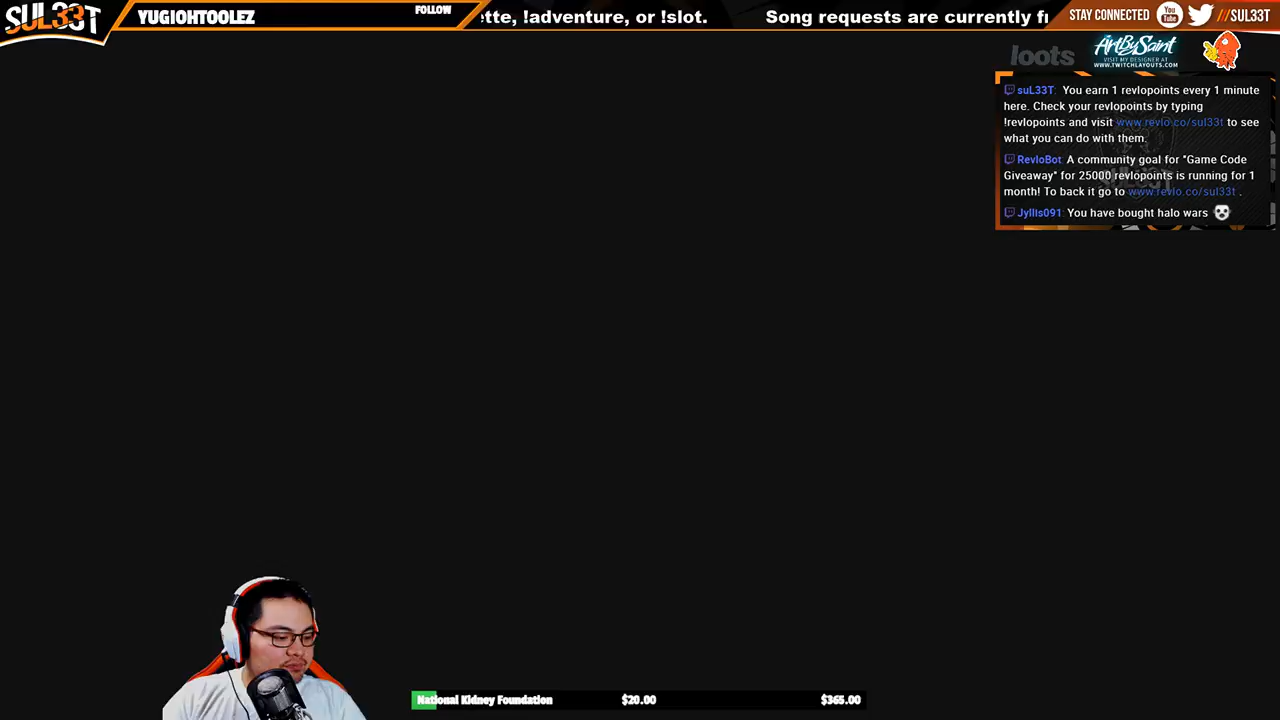 SUL33T
YUGIOHTOOLEZ
FOLLOW
ette, !adventure, or !slot. Song requests are currently f
STAY CONNECTED
You
Tube
//SUL33T
loots
ArtBySaint
VISIT MY DESIGNER AT
WWW.TWITCHLAYOUTS.COM
suL33T: You earn 1 revlopoints every 1 minute
here. Check your revlopoints by typing
!revlopoints and visit www.revlo.co/sul33t to see
what you can do with them.
RevloBot: A community goal for "Game Code
Giveaway" for 25000 revlopoints is running for 1
month! To back it go to www.revlo.co/sul33t .
Jyllis091: You have bought halo wars
National Kidney Foundation $20.00 $365.00